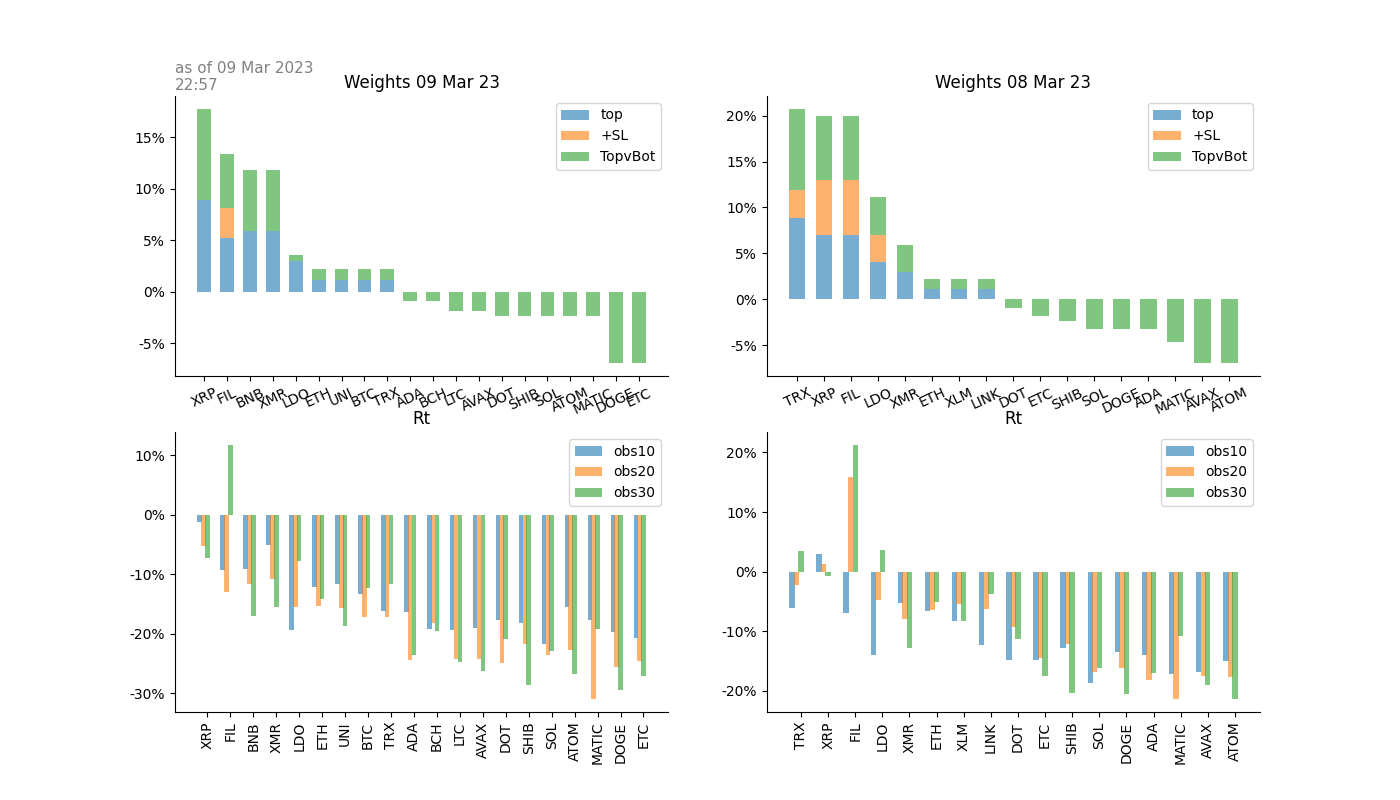 as of 09 Mar 2023
22:57
Weights 09 Mar 23
top
+SL
TopvBot
15%
10%
5%
0%
-5%
XRP FIL BNB XMR LDO ETH UNI BTC TRX ADA BCH LTC AVAX DOT SHIB SOL ATOM MATIC DOGE ETC
Weights 08 Mar 23
top
+SL
TopvBot
20%
15%
10%
5%
0%
-5%
TRX XRP FIL LDO XMR ETH XLM LINK DOT ETC SHIB SOL DOGE ADA MATIC AVAX ATOM
Rt
obs10
obs20
obs30
10%
0%
-10%
-20%
-30%
XRP FIL BNB XMR LDO ETH UNI BTC TRX ADA BCH LTC AVAX DOT SHIB SOL ATOM MATIC DOGE ETC
Rt
obs10
obs20
obs30
20%
10%
0%
-10%
-20%
TRX XRP FIL LDO XMR ETH XLM LINK DOT ETC SHIB SOL DOGE ADA MATIC AVAX ATOM